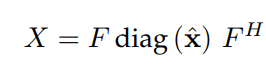 X = F diag (x̂) F^H